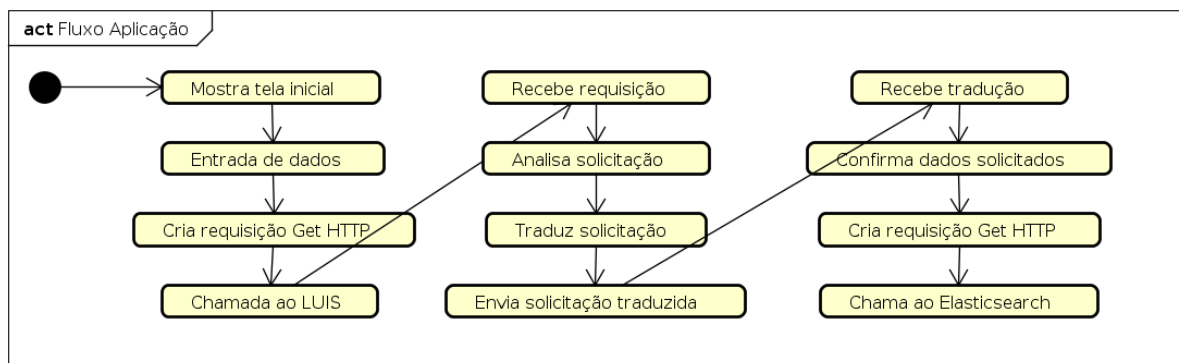 act Fluxo Aplicação
Mostra tela inicial
Entrada de dados
Cria requisição Get HTTP
Chamada ao LUIS
Recebe requisição
Analisa solicitação
Traduz solicitação
Envia solicitação traduzida
Recebe tradução
Confirma dados solicitados
Cria requisição Get HTTP
Chama ao Elasticsearch